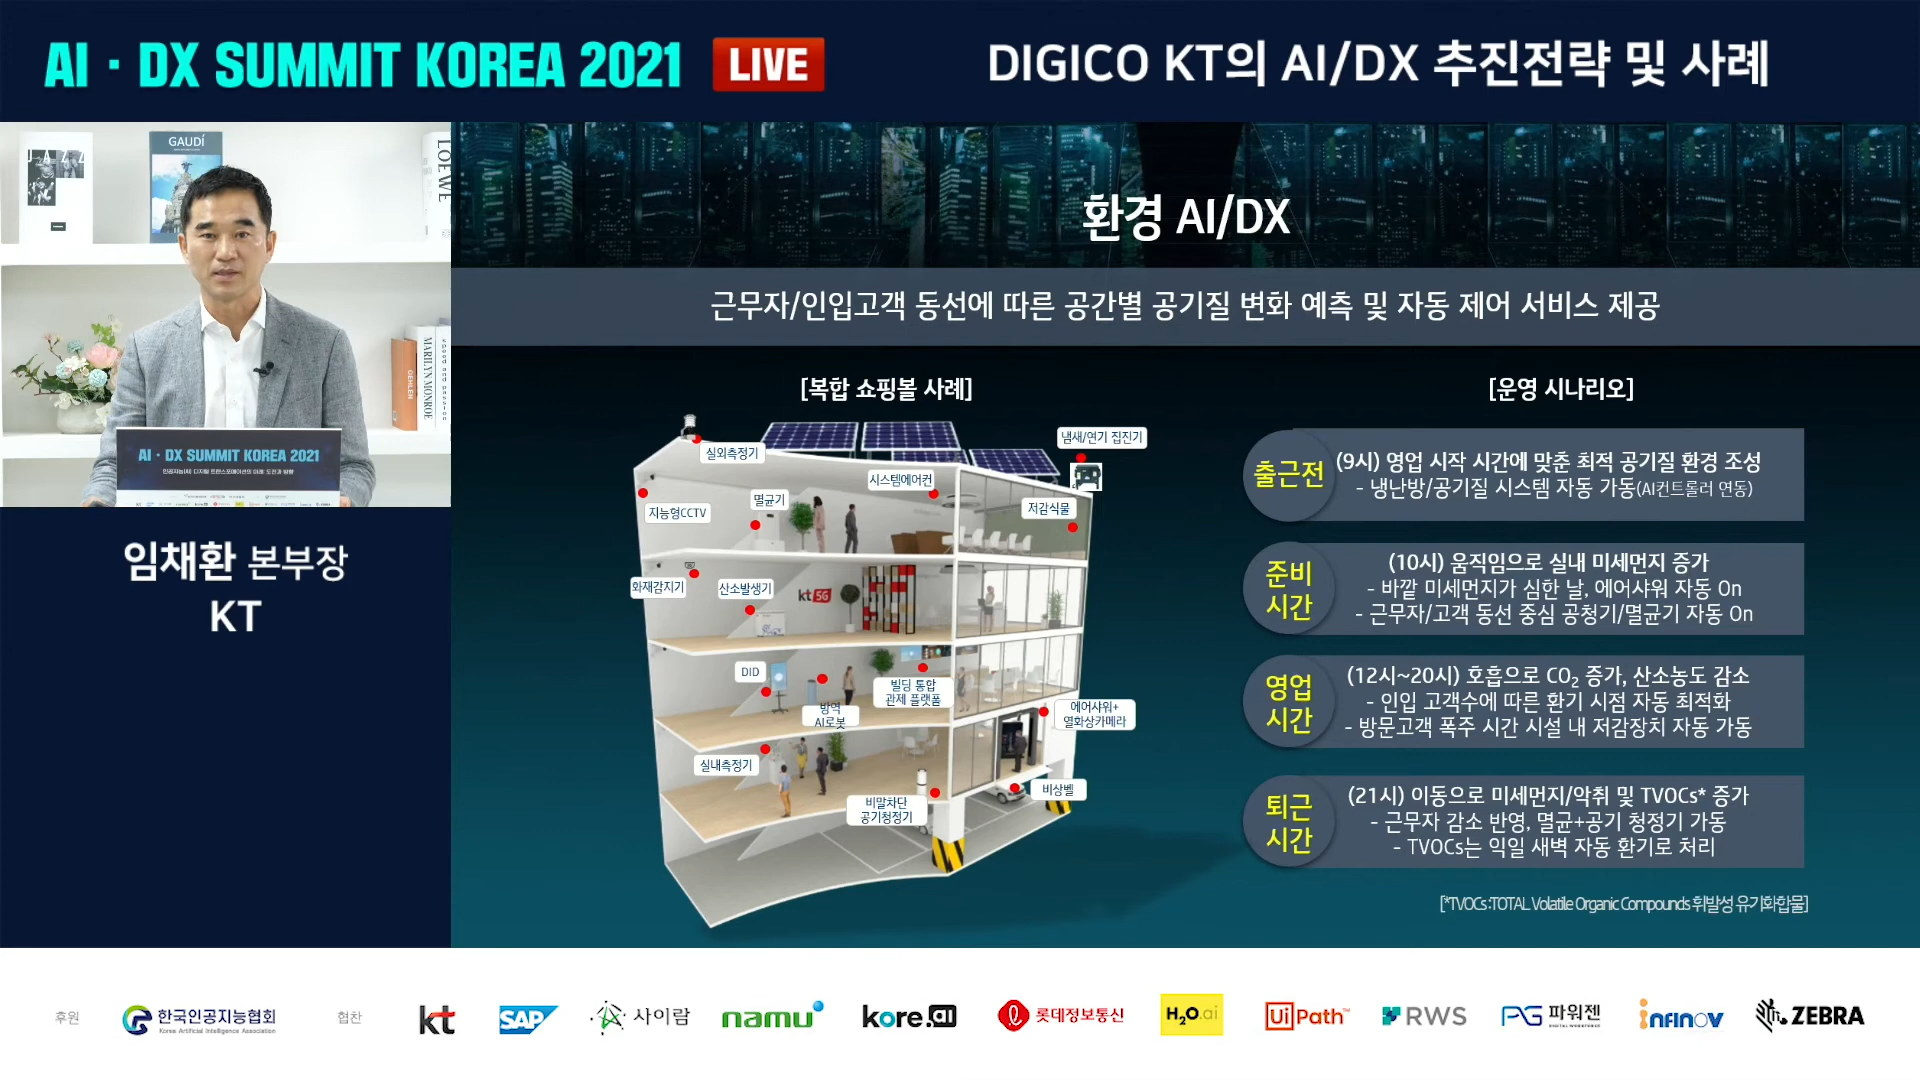 AI · DX SUMMIT KOREA 2021
LIVE
DIGICO KT의 AI/DX 추진전략 및 사례
JAZZ
GAUDÍ
LOEWE
OEHLEN
MARILYN MONROE
speed and passion
AI · DX SUMMIT KOREA 2021
임채환 본부장
KT
환경 AI/DX
근무자/인입고객 동선에 따른 공간별 공기질 변화 예측 및 자동 제어 서비스 제공
[복합 쇼핑볼 사례]
실외측정기
냄새/연기 집진기
시스템에어컨
멸균기
지능형CCTV
저감식물
화재감지기
산소발생기
kt 5G
DID
빌딩 통합
관제 플랫폼
방역
AI로봇
에어샤워+
열화상카메라
실내측정기
비말차단
공기청정기
비상벨
[운영 시나리오]
출근전
(9시) 영업 시작 시간에 맞춘 최적 공기질 환경 조성
- 냉난방/공기질 시스템 자동 가동(AI컨트롤러 연동)
준비
시간
(10시) 움직임으로 실내 미세먼지 증가
- 바깥 미세먼지가 심한 날, 에어샤워 자동 On
- 근무자/고객 동선 중심 공청기/멸균기 자동 On
영업
시간
(12시~20시) 호흡으로 CO₂ 증가, 산소농도 감소
- 인입 고객수에 따른 환기 시점 자동 최적화
- 방문고객 폭주 시간 시설 내 저감장치 자동 가동
퇴근
시간
(21시) 이동으로 미세먼지/악취 및 TVOCs* 증가
- 근무자 감소 반영, 멸균+공기 청정기 가동
- TVOCs는 익일 새벽 자동 환기로 처리
[*TVOCs :TOTAL Volatile Organic Compounds 휘발성 유기화합물]
후원
한국인공지능협회
Korea Artificial Intelligence Association
협찬
kt
SAP
사이람
namu
kore.ai
롯데정보통신
H₂O.ai
UiPath™
RWS
PG 파워젠
DIGITAL WORKFORCE
infinov
ZEBRA